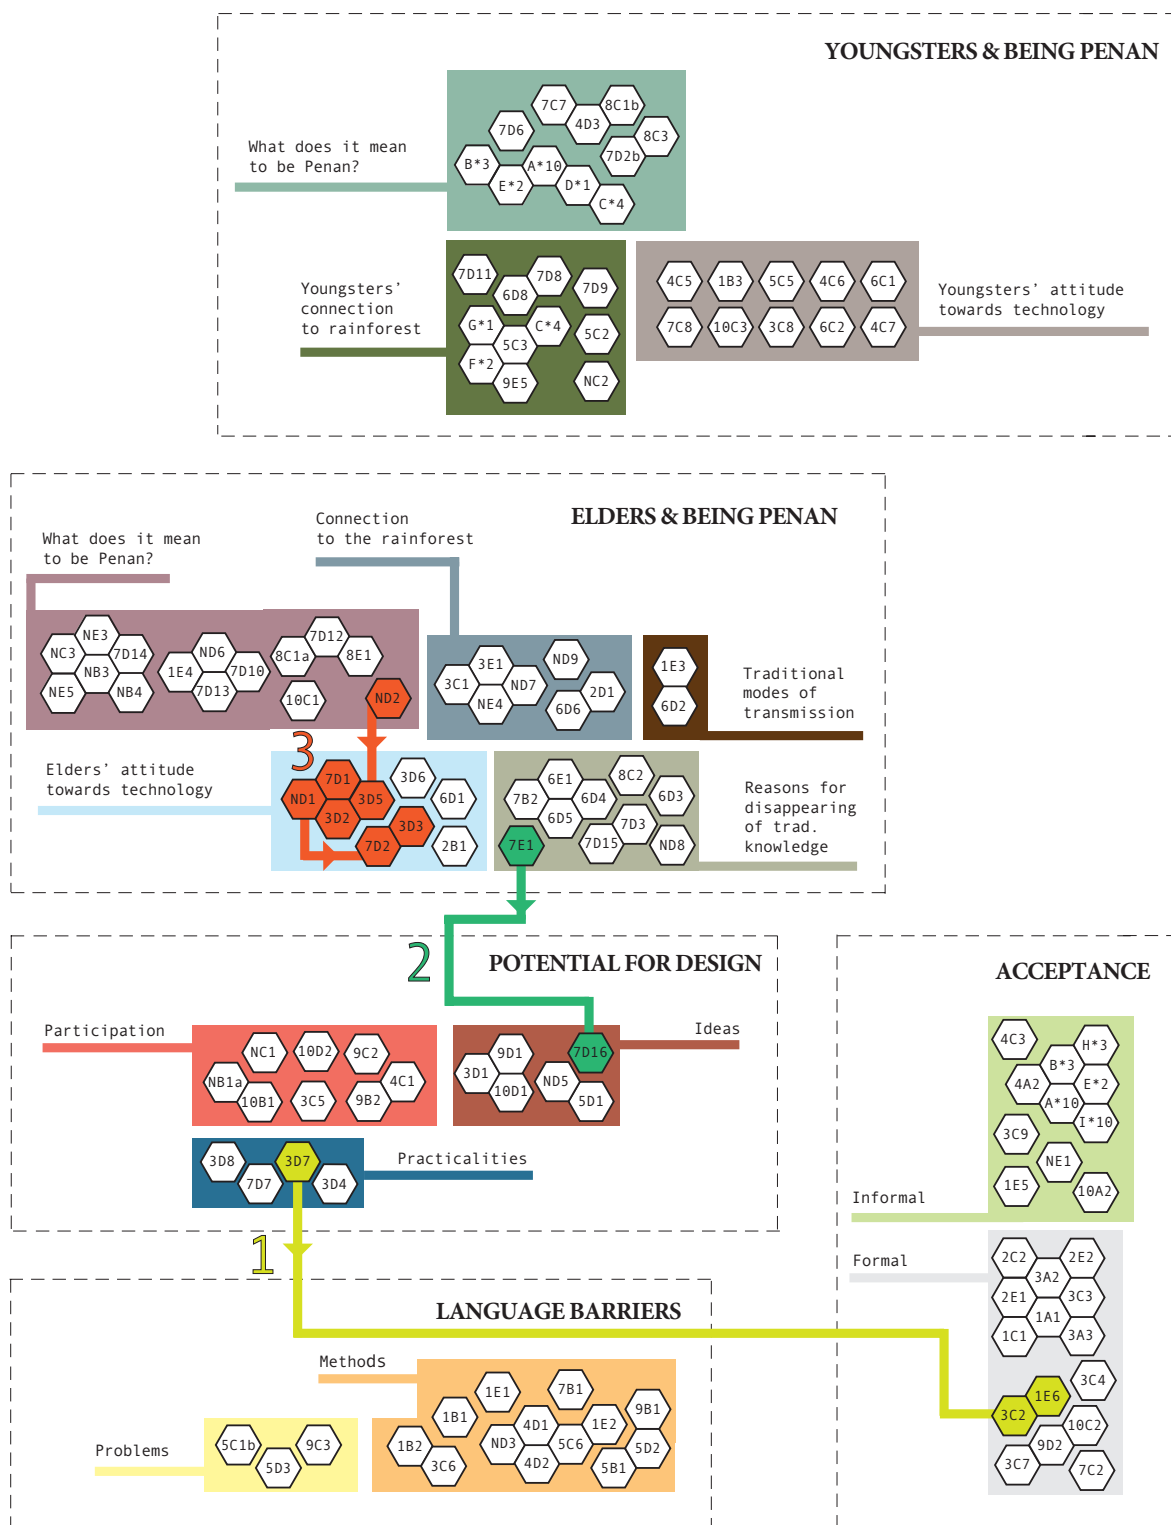 YOUNGSTERS & BEING PENAN
What does it mean
to be Penan?
7C7
8C1b
4D3
7D6
8C3
7D2b
B*3
A*10
E*2
D*1
C*4
Youngsters'
connection
to rainforest
7D11
7D8
6D8
7D9
G*1
C*4
5C2
5C3
F*2
9E5
NC2
4C5
1B3
5C5
4C6
6C1
7C8
10C3
3C8
6C2
4C7
Youngsters' attitude
towards technology
ELDERS & BEING PENAN
What does it mean
to be Penan?
Connection
to the rainforest
NE3
NC3
7D14
NB3
NE5
NB4
ND6
1E4
7D10
7D13
7D12
8C1a
8E1
10C1
ND2
3E1
3C1
ND7
NE4
ND9
2D1
6D6
1E3
6D2
Traditional
modes of
transmission
3
Elders' attitude
towards technology
7D1
ND1
3D5
3D2
3D3
7D2
3D6
6D1
2B1
6E1
7B2
6D4
6D5
7E1
8C2
6D3
7D3
7D15
ND8
Reasons for
disappearing
of trad.
knowledge
2
POTENTIAL FOR DESIGN
Participation
NC1
10D2
9C2
NB1a
4C1
10B1
3C5
9B2
9D1
3D1
10D1
7D16
ND5
5D1
Ideas
3D8
3D7
7D7
3D4
Practicalities
1
LANGUAGE BARRIERS
Methods
1E1
7B1
1B1
9B1
4D1
1E2
1B2
ND3
5C6
5D2
3C6
4D2
5B1
Problems
5C1b
9C3
5D3
ACCEPTANCE
4C3
H*3
B*3
4A2
E*2
A*10
I*10
3C9
NE1
1E5
10A2
Informal
Formal
2C2
2E2
3A2
2E1
3C3
1A1
1C1
3A3
3C4
1E6
3C2
10C2
9D2
3C7
7C2